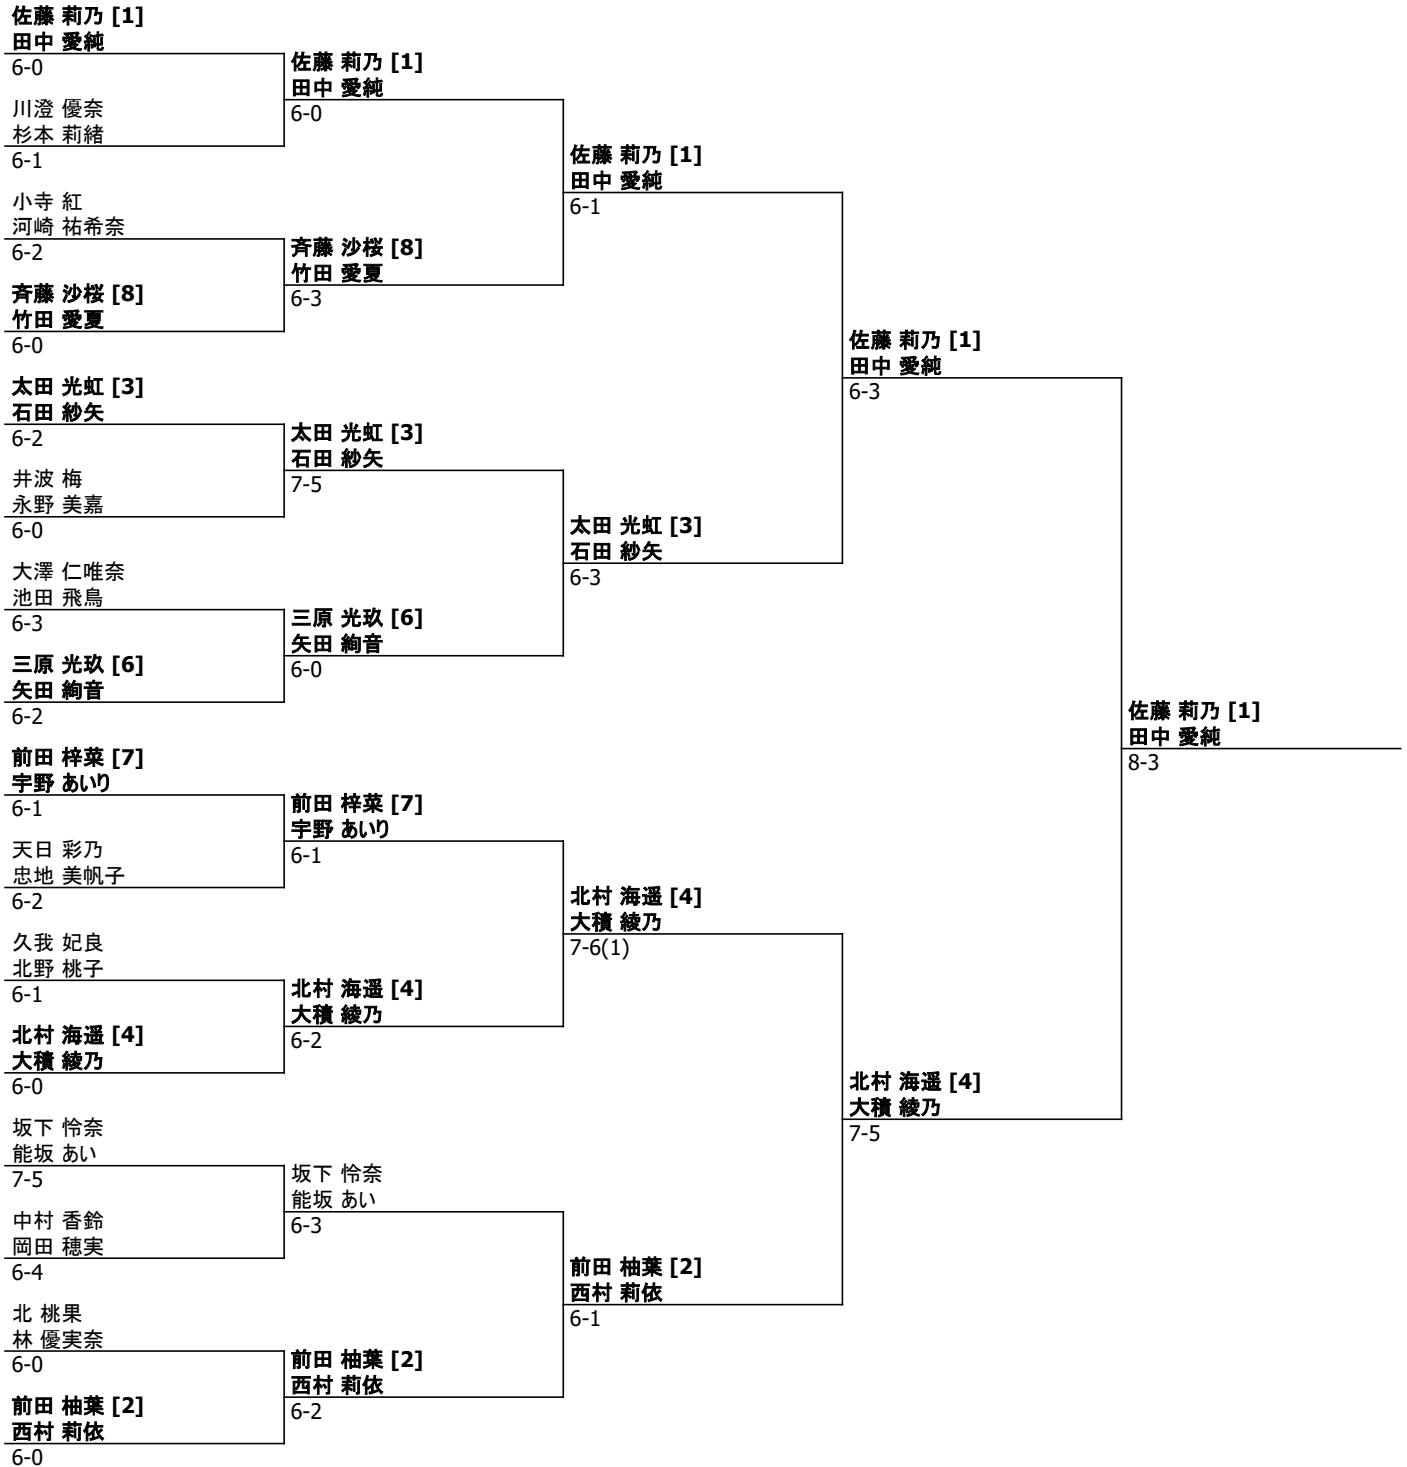 佐藤 莉乃 [1]
田中 愛純
6-0
川澄 優奈
杉本 莉緒
6-1
小寺 紅
河崎 祐希奈
6-2
斉藤 沙桜 [8]
竹田 愛夏
6-0
太田 光虹 [3]
石田 紗矢
6-2
井波 梅
永野 美嘉
6-0
大澤 仁唯奈
池田 飛鳥
6-3
三原 光玖 [6]
矢田 絢音
6-2
前田 梓菜 [7]
宇野 あいり
6-1
天日 彩乃
忠地 美帆子
6-2
久我 妃良
北野 桃子
6-1
北村 海遥 [4]
大積 綾乃
6-0
坂下 怜奈
能坂 あい
7-5
中村 香鈴
岡田 穂実
6-4
北 桃果
林 優実奈
6-0
前田 柚葉 [2]
西村 莉依
6-0
佐藤 莉乃 [1]
田中 愛純
6-0
斉藤 沙桜 [8]
竹田 愛夏
6-3
太田 光虹 [3]
石田 紗矢
7-5
三原 光玖 [6]
矢田 絢音
6-0
前田 梓菜 [7]
宇野 あいり
6-1
北村 海遥 [4]
大積 綾乃
6-2
坂下 怜奈
能坂 あい
6-3
前田 柚葉 [2]
西村 莉依
6-2
佐藤 莉乃 [1]
田中 愛純
6-1
太田 光虹 [3]
石田 紗矢
6-3
北村 海遥 [4]
大積 綾乃
7-6(1)
前田 柚葉 [2]
西村 莉依
6-1
佐藤 莉乃 [1]
田中 愛純
6-3
北村 海遥 [4]
大積 綾乃
7-5
佐藤 莉乃 [1]
田中 愛純
8-3